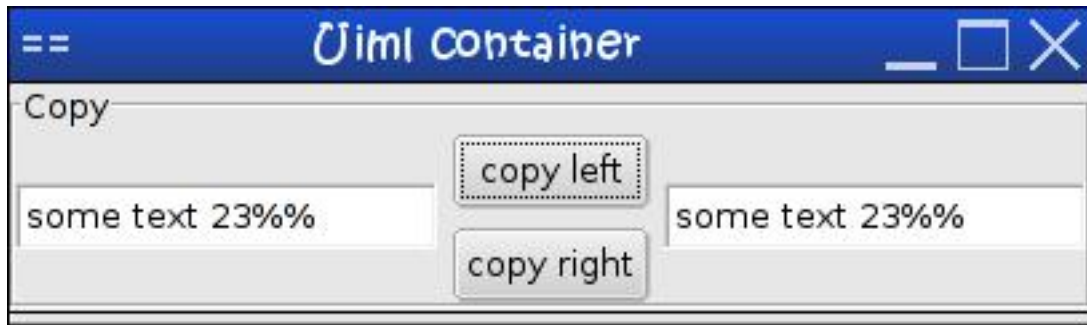 Uiml Container
Copy
copy left
some text 23%%
some text 23%%
copy right